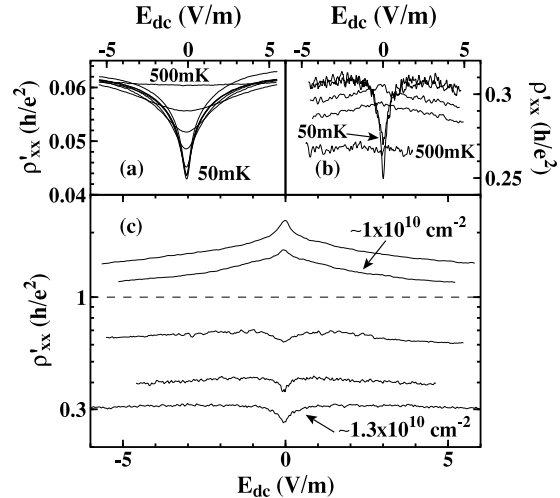 E_dc (V/m)
E_dc (V/m)
-5 0 5
-5 0 5
0.06
0.05
0.04
ρ'_xx (h/e²)
500mK
50mK
(a)
50mK
500mK
(b)
0.3
0.25
ρ'_xx (h/e²)
(c)
~1x10^10 cm^-2
1
0.3
ρ'_xx (h/e²)
~1.3x10^10 cm^-2
-5 0 5
E_dc (V/m)